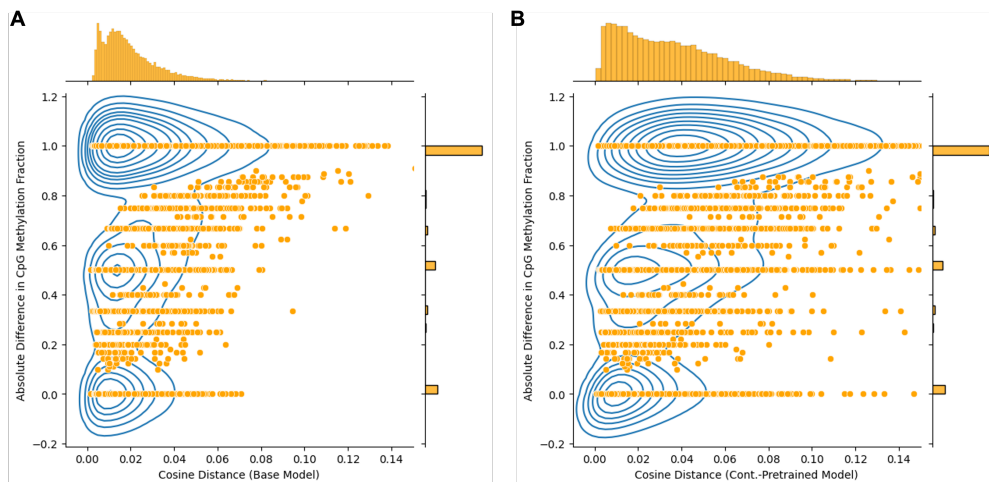 A
B
Absolute Difference in CpG Methylation Fraction
1.2
1.0
0.8
0.6
0.4
0.2
0.0
−0.2
0.00 0.02 0.04 0.06 0.08 0.10 0.12 0.14
Cosine Distance (Base Model)
Absolute Difference in CpG Methylation Fraction
1.2
1.0
0.8
0.6
0.4
0.2
0.0
−0.2
0.00 0.02 0.04 0.06 0.08 0.10 0.12 0.14
Cosine Distance (Cont.-Pretrained Model)